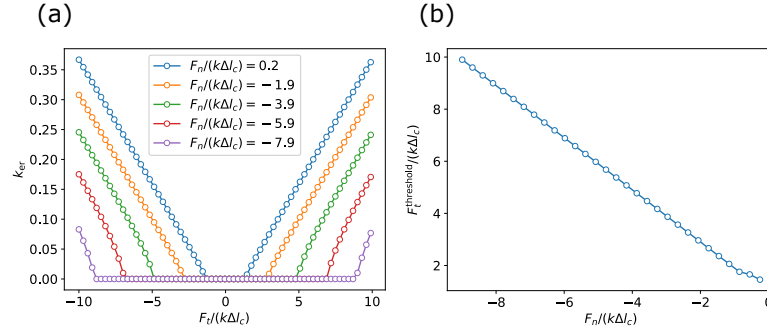 (a)
(b)
0.35
0.30
0.25
0.20
0.15
0.10
0.05
0.00
k_er
−10
−5
0
5
10
F_t/(kΔl_c)
F_n/(kΔl_c) = 0.2
F_n/(kΔl_c) = − 1.9
F_n/(kΔl_c) = − 3.9
F_n/(kΔl_c) = − 5.9
F_n/(kΔl_c) = − 7.9
10
8
6
4
2
F_t^threshold/(kΔl_c)
−8
−6
−4
−2
0
F_n/(kΔl_c)